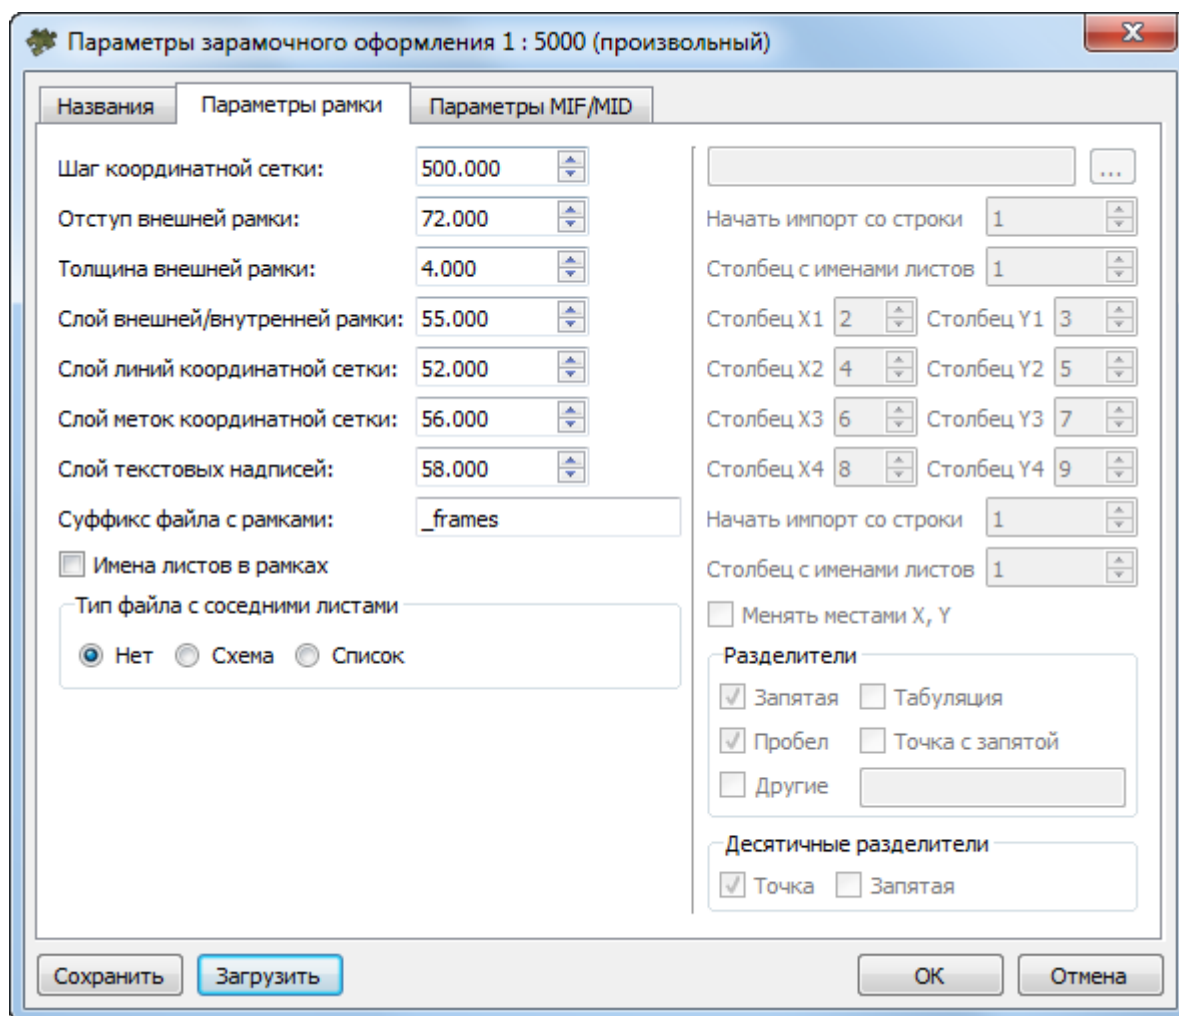 Параметры зарамочного оформления 1 : 5000 (произвольный)
Названия Параметры рамки Параметры MIF/MID
Шаг координатной сетки: 500.000
Отступ внешней рамки: 72.000
Толщина внешней рамки: 4.000
Слой внешней/внутренней рамки: 55.000
Слой линий координатной сетки: 52.000
Слой меток координатной сетки: 56.000
Слой текстовых надписей: 58.000
Суффикс файла с рамками: _frames
Имена листов в рамках
Тип файла с соседними листами
Нет Схема Список
...
Начать импорт со строки 1
Столбец с именами листов 1
Столбец X1 2 Столбец Y1 3
Столбец X2 4 Столбец Y2 5
Столбец X3 6 Столбец Y3 7
Столбец X4 8 Столбец Y4 9
Начать импорт со строки 1
Столбец с именами листов 1
Менять местами X, Y
Разделители
Запятая Табуляция
Пробел Точка с запятой
Другие
Десятичные разделители
Точка Запятая
Сохранить Загрузить OK Отмена